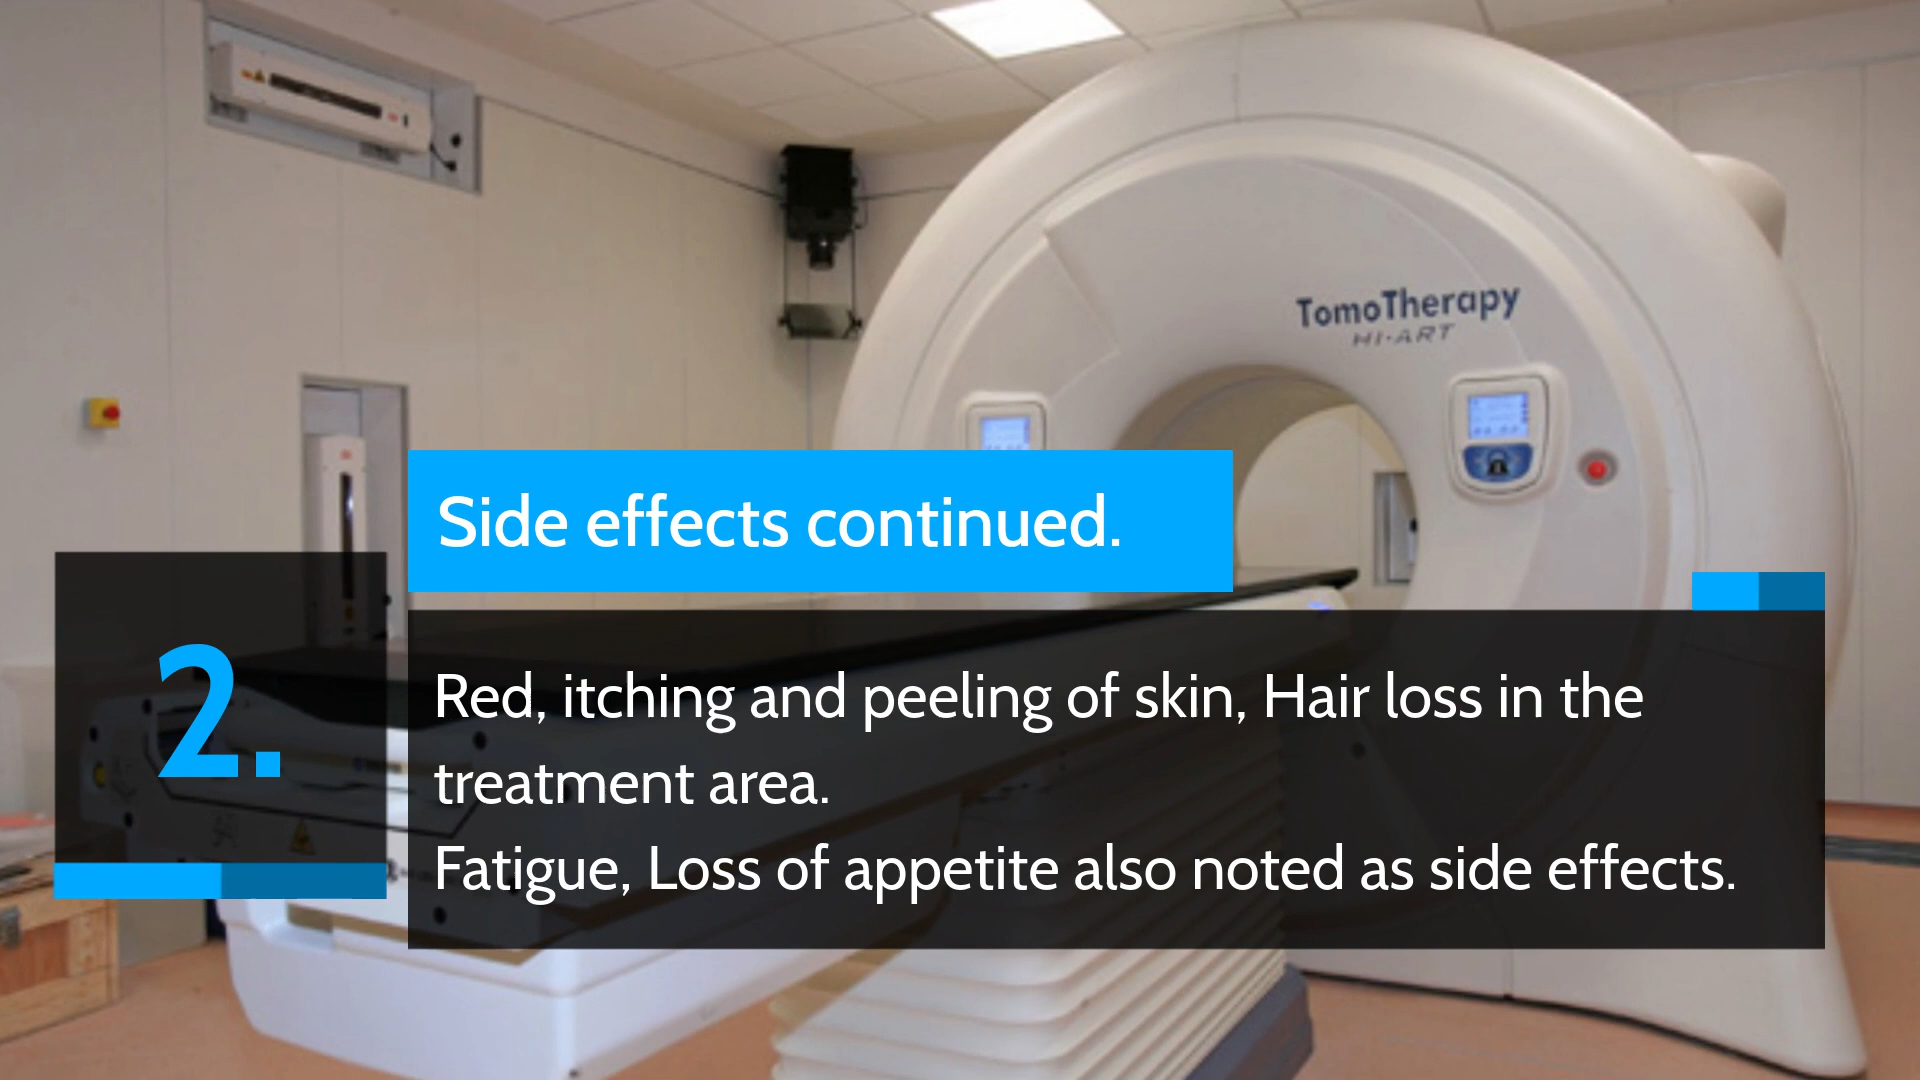 TomoTherapy
HI·ART
Side effects continued.
2.
Red, itching and peeling of skin, Hair loss in the
treatment area.
Fatigue, Loss of appetite also noted as side effects.